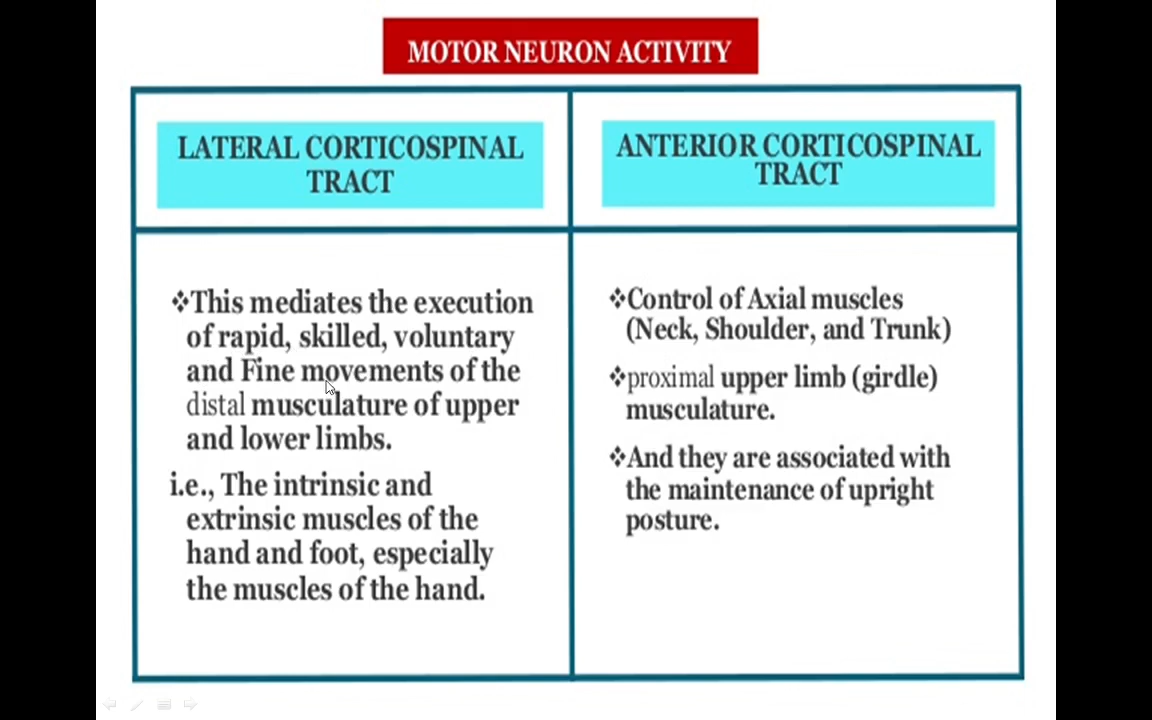 MOTOR NEURON ACTIVITY
LATERAL CORTICOSPINAL
TRACT
❖This mediates the execution
of rapid, skilled, voluntary
and Fine movements of the
distal musculature of upper
and lower limbs.
i.e., The intrinsic and
extrinsic muscles of the
hand and foot, especially
the muscles of the hand.
ANTERIOR CORTICOSPINAL
TRACT
❖Control of Axial muscles
(Neck, Shoulder, and Trunk)
❖proximal upper limb (girdle)
musculature.
❖And they are associated with
the maintenance of upright
posture.